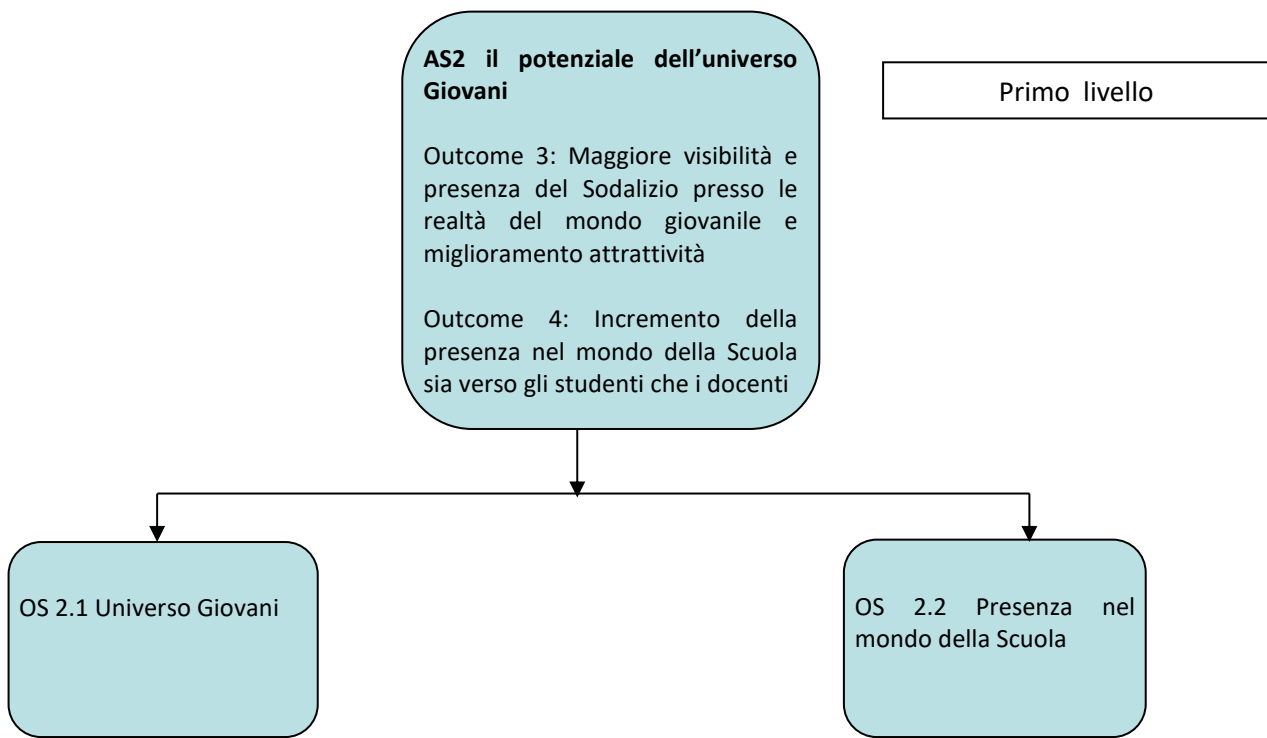 AS2 il potenziale dell’universo
Giovani
Outcome 3: Maggiore visibilità e
presenza del Sodalizio presso le
realtà del mondo giovanile e
miglioramento attrattività
Outcome 4: Incremento della
presenza nel mondo della Scuola
sia verso gli studenti che i docenti
Primo livello
OS 2.1 Universo Giovani
OS 2.2 Presenza nel
mondo della Scuola